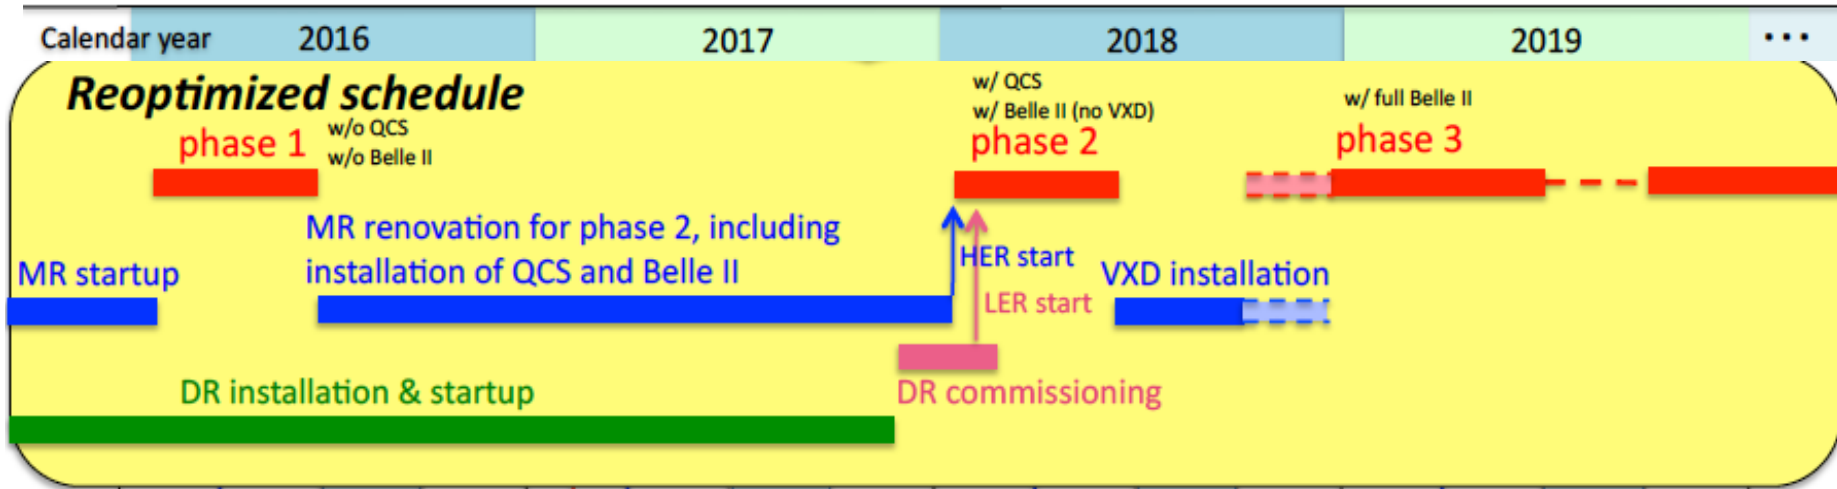 Calendar year 2016 2017 2018 2019 ...
Reoptimized schedule
w/ QCS
w/ Belle II (no VXD)
w/ full Belle II
phase 1
w/o QCS
w/o Belle II
phase 2
phase 3
MR renovation for phase 2, including
installation of QCS and Belle II
MR startup
HER start
VXD installation
LER start
DR installation & startup
DR commissioning